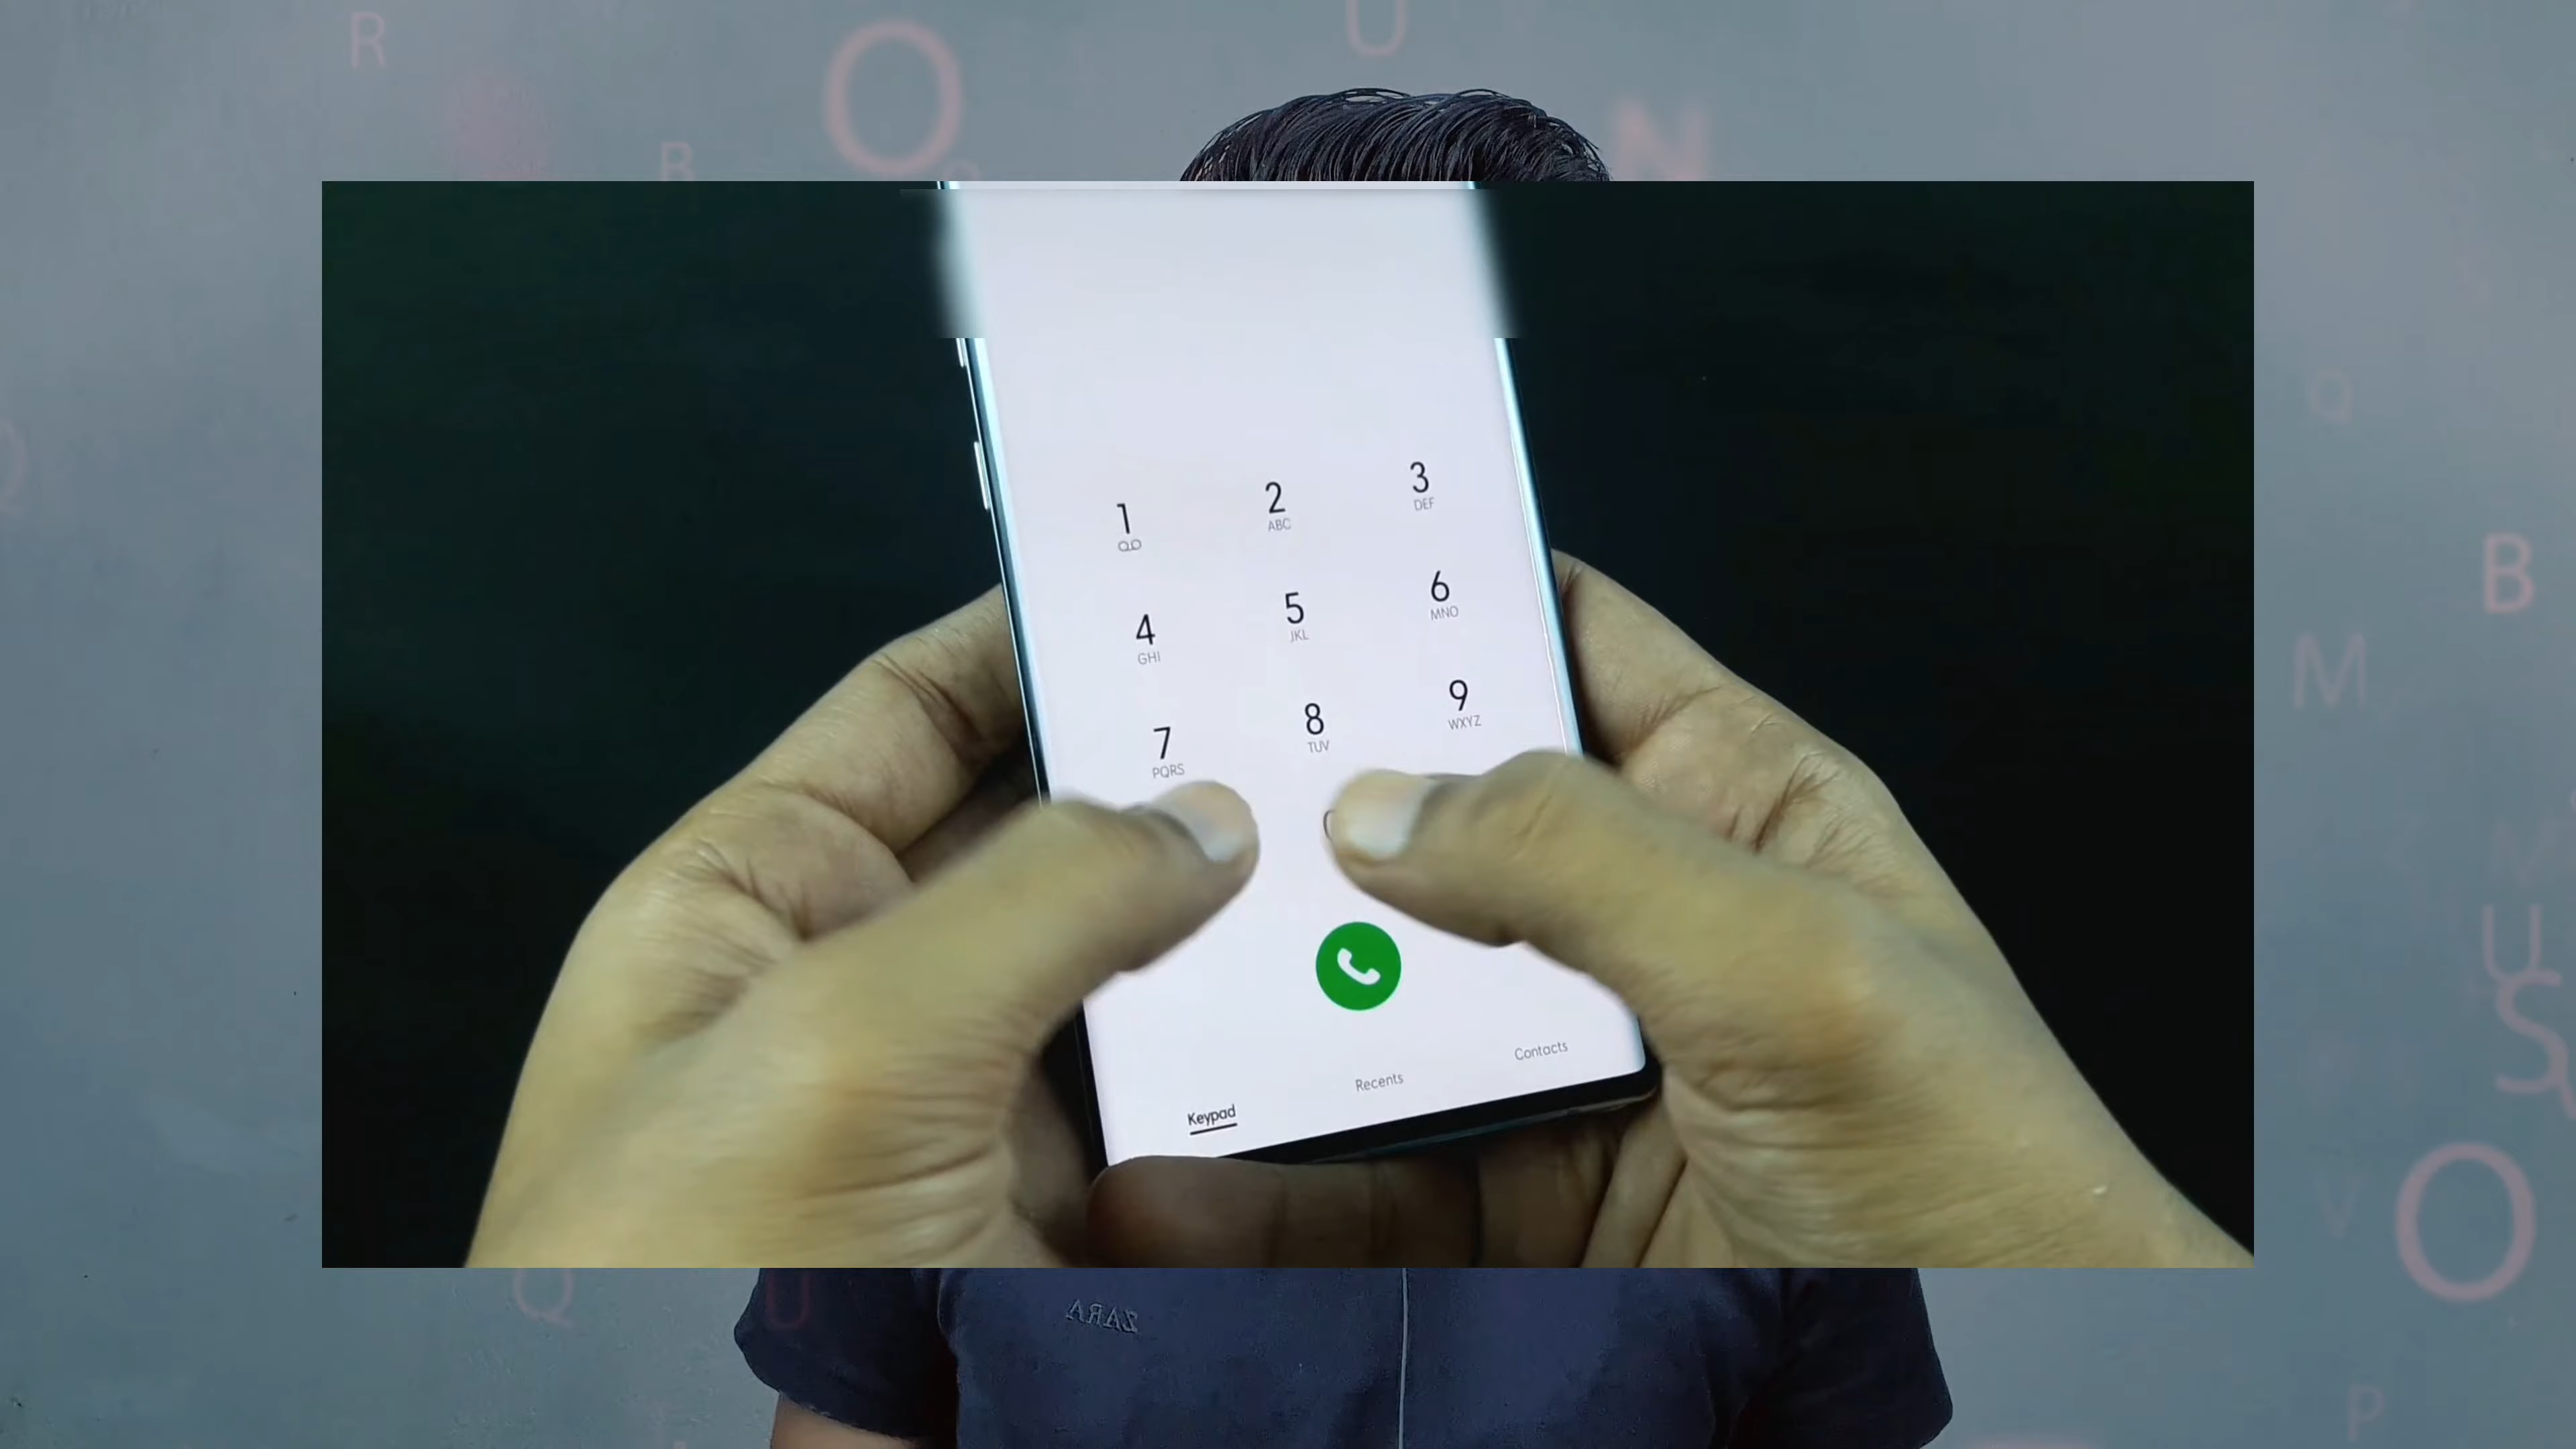 R
O
U
B
N
1
2
ABC
3
DEF
4
GHI
5
JKL
6
MNO
7
PQRS
8
TUV
9
WXYZ
Keypad
Recents
Contacts
Q
B
M
U
S
V
O
Q
U
ZARA
P